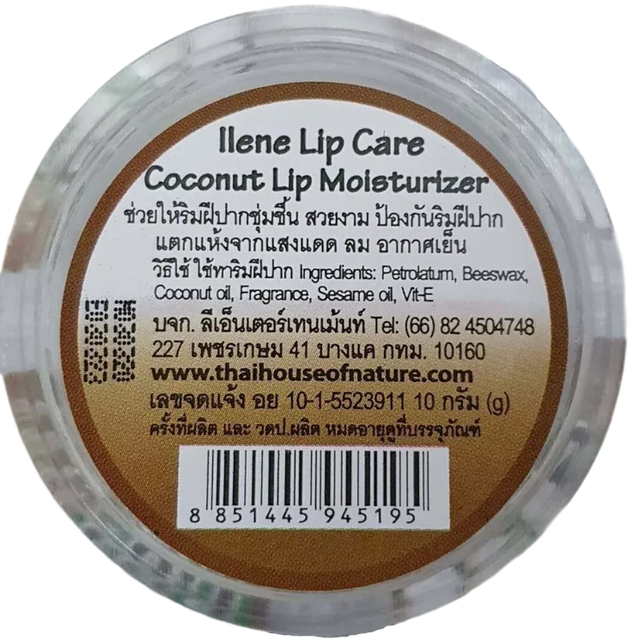 Ilene Lip Care
Coconut Lip Moisturizer
ช่วยให้ริมฝีปากชุ่มชื้น สวยงาม ป้องกันริมฝีปาก
แตกแห้งจากแสงแดด ลม อากาศเย็น
วิธีใช้ ใช้ทาริมฝีปาก Ingredients: Petrolatum, Beeswax,
Coconut oil, Fragrance, Sesame oil, Vit-E
บจก. ลีเอ็นเตอร์เทนเม้นท์ Tel: (66) 82 4504748
227 เพชรเกษม 41 บางแค กทม. 10160
www.thaihouseofnature.com
เลขจดแจ้ง อย 10-1-5523911 10 กรัม (g)
ครั้งที่ผลิต และ วดป.ผลิต หมดอายุดูที่บรรจุภัณฑ์
8 851445 945195